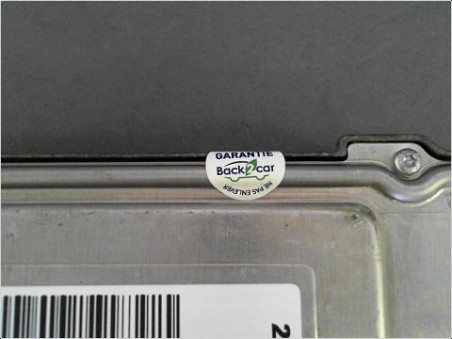 GARANTIE
Back2car
NE PAS ENLEVER
2